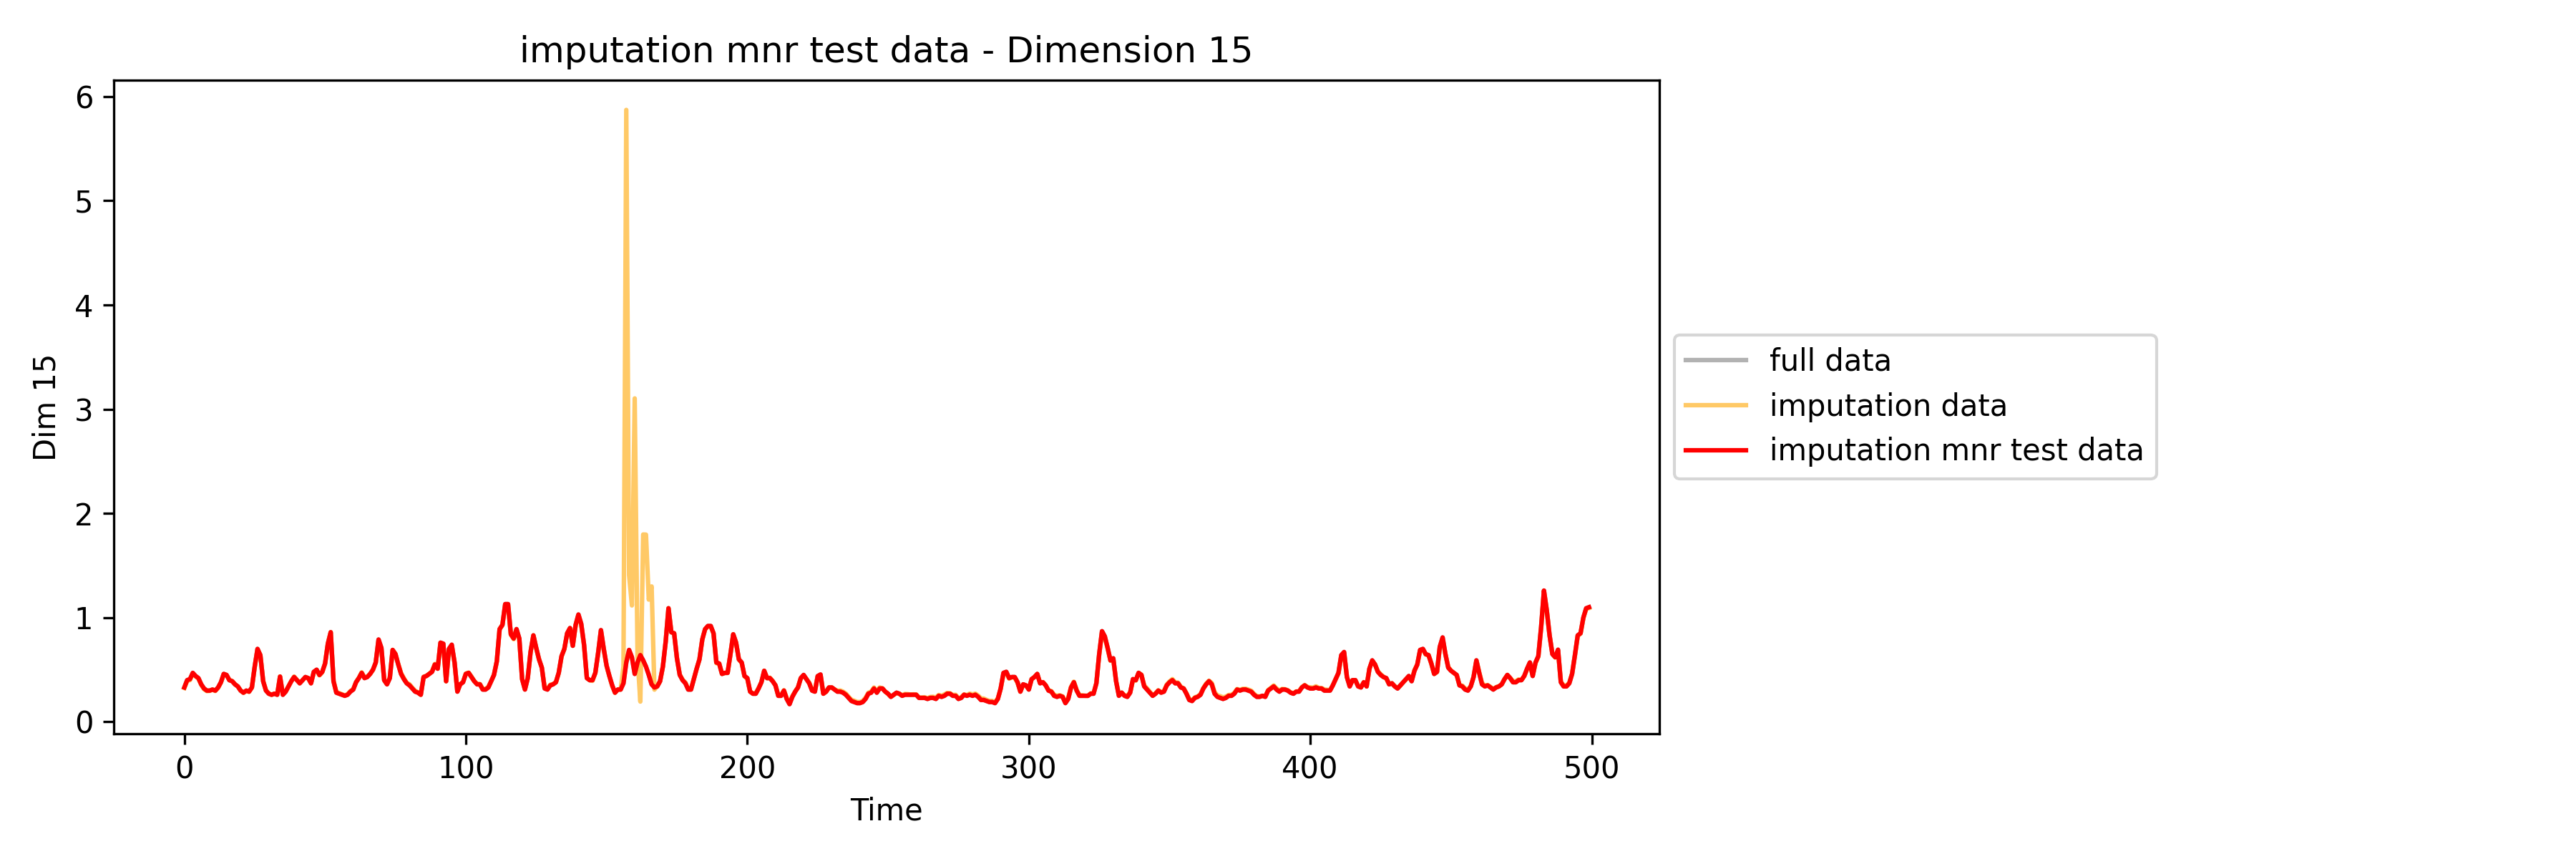 imputation mnr test data - Dimension 15
6
5
4
3
2
1
0
Dim 15
0 100 200 300 400 500
Time
full data
imputation data
imputation mnr test data